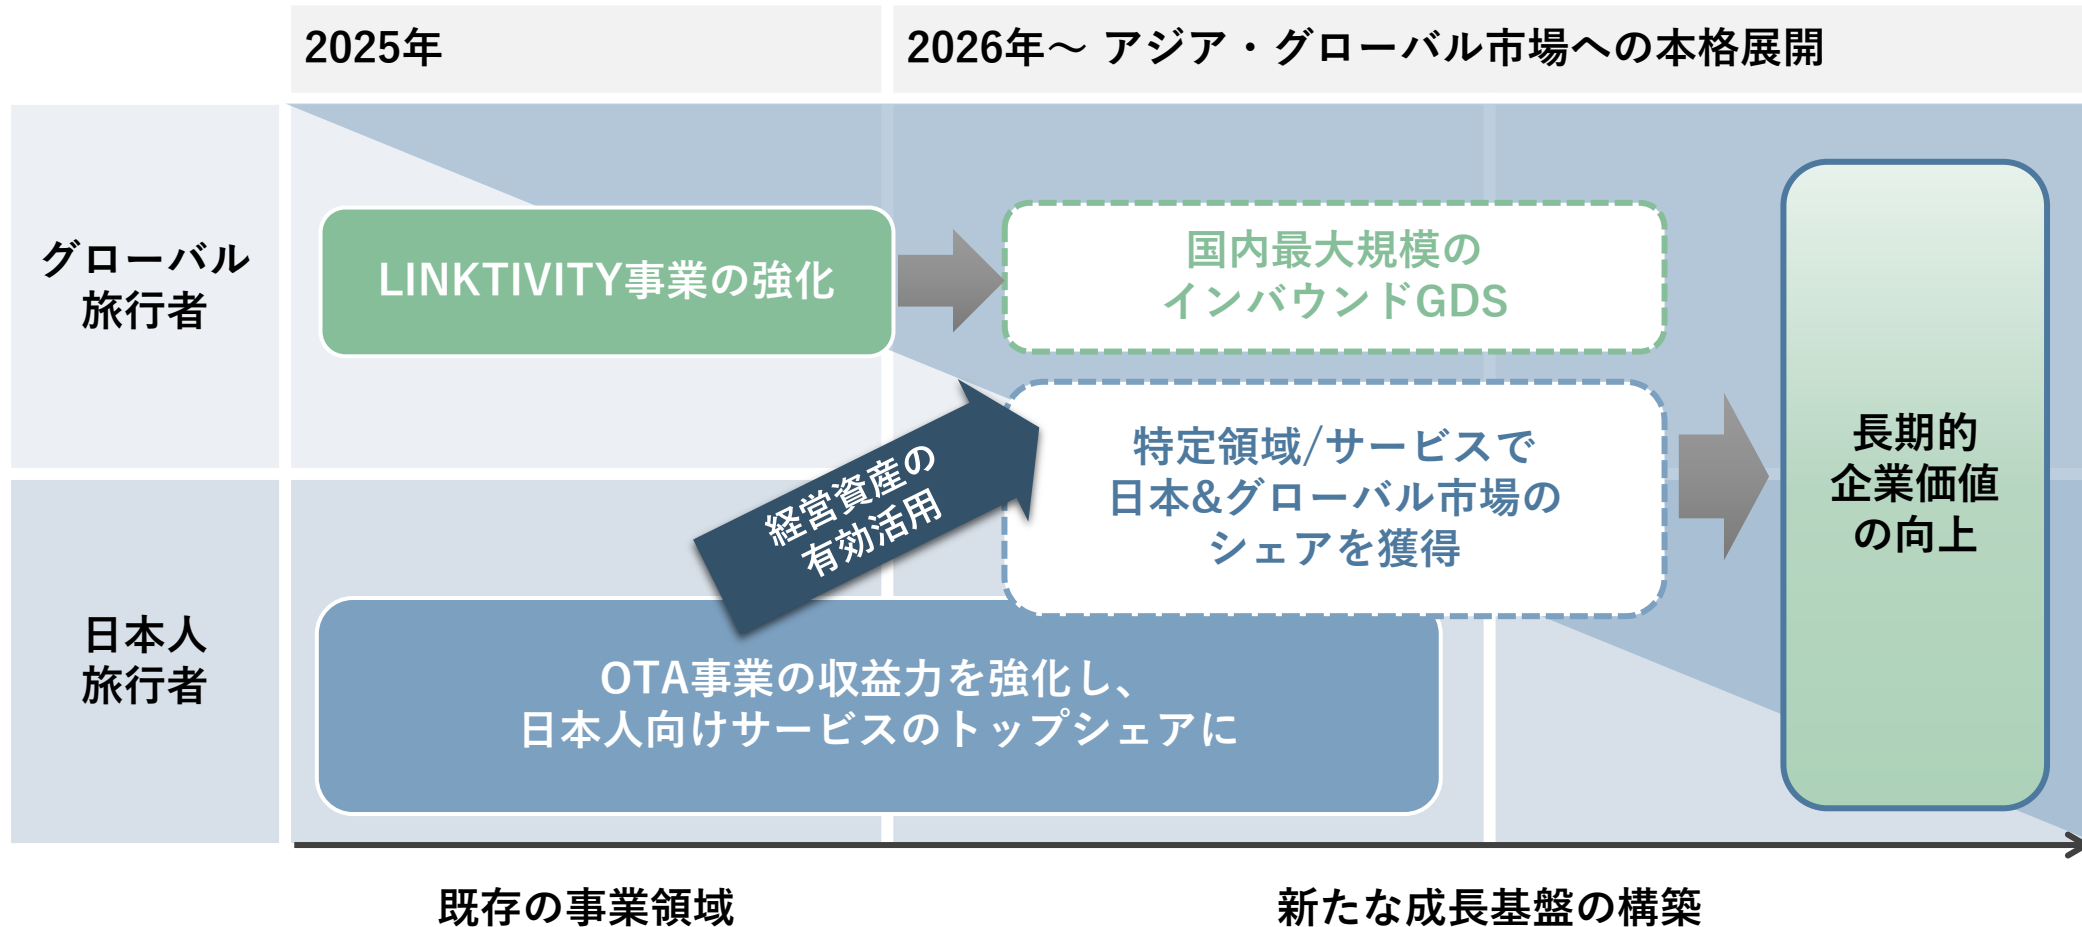 2025年
2026年～ アジア・グローバル市場への本格展開
グローバル
旅行者
LINKTIVITY事業の強化
国内最大規模の
インバウンドGDS
経営資産の
有効活用
特定領域/サービスで
日本&グローバル市場の
シェアを獲得
長期的
企業価値
の向上
日本人
旅行者
OTA事業の収益力を強化し、
日本人向けサービスのトップシェアに
既存の事業領域
新たな成長基盤の構築